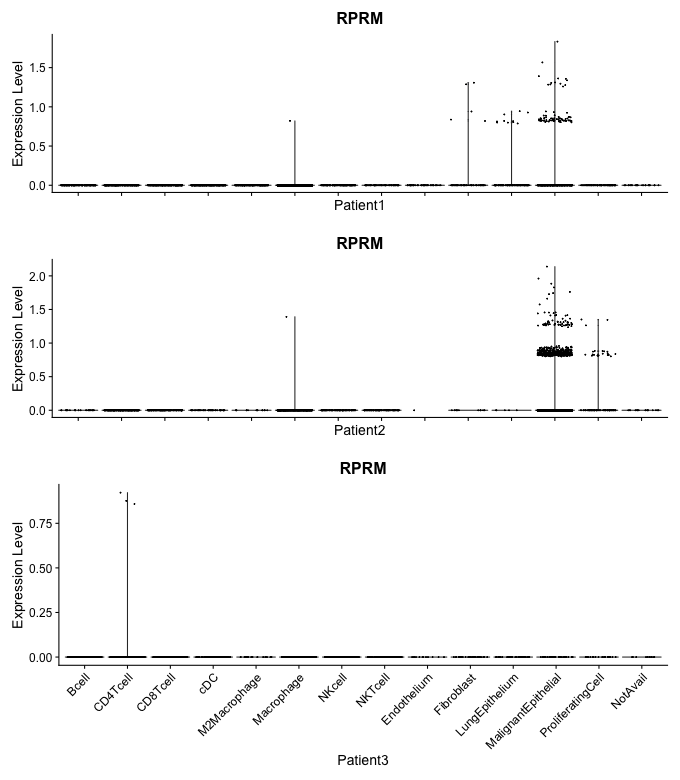 RPRM
Expression Level
1.5
1.0
0.5
0.0
Patient1
RPRM
Expression Level
2.0
1.5
1.0
0.5
0.0
Patient2
RPRM
Expression Level
0.75
0.50
0.25
0.00
Bcell
CD4Tcell
CD8Tcell
cDC
M2Macrophage
Macrophage
NKcell
NKTcell
Endothelium
Fibroblast
LungEpithelium
MalignantEpithelial
ProliferatingCell
NotAvail
Patient3